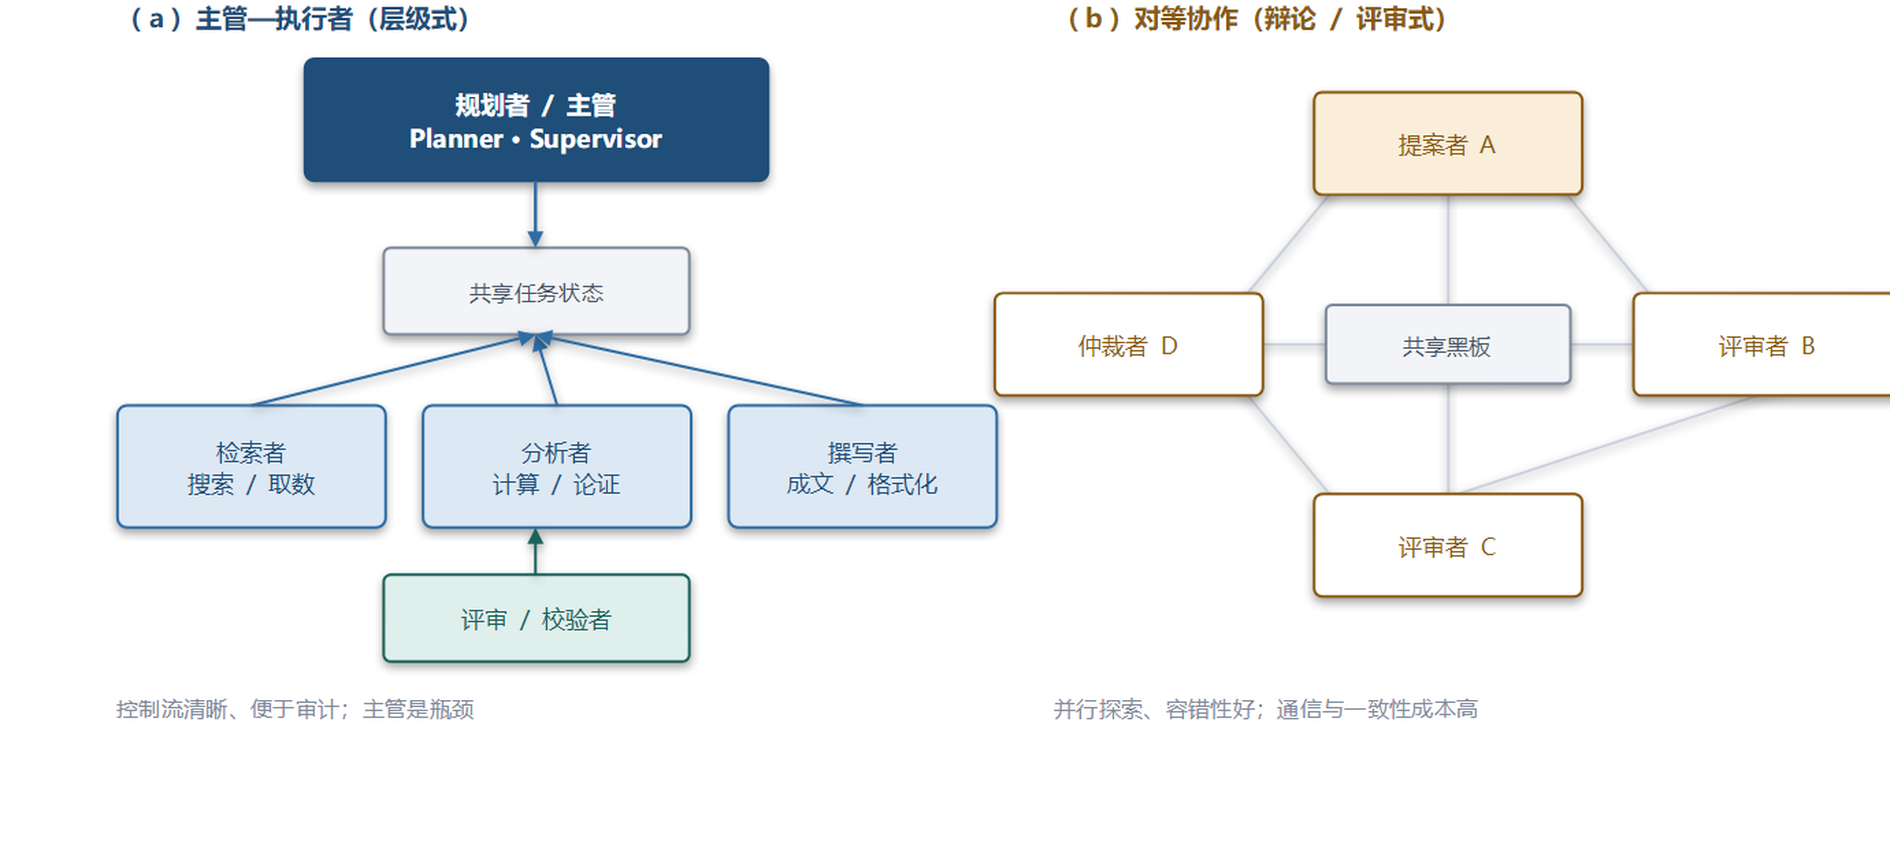 （a）主管—执行者（层级式）
规划者 / 主管
Planner • Supervisor
共享任务状态
检索者
搜索 / 取数
分析者
计算 / 论证
撰写者
成文 / 格式化
评审 / 校验者
控制流清晰、便于审计；主管是瓶颈
（b）对等协作（辩论 / 评审式）
提案者 A
仲裁者 D
共享黑板
评审者 B
评审者 C
并行探索、容错性好；通信与一致性成本高